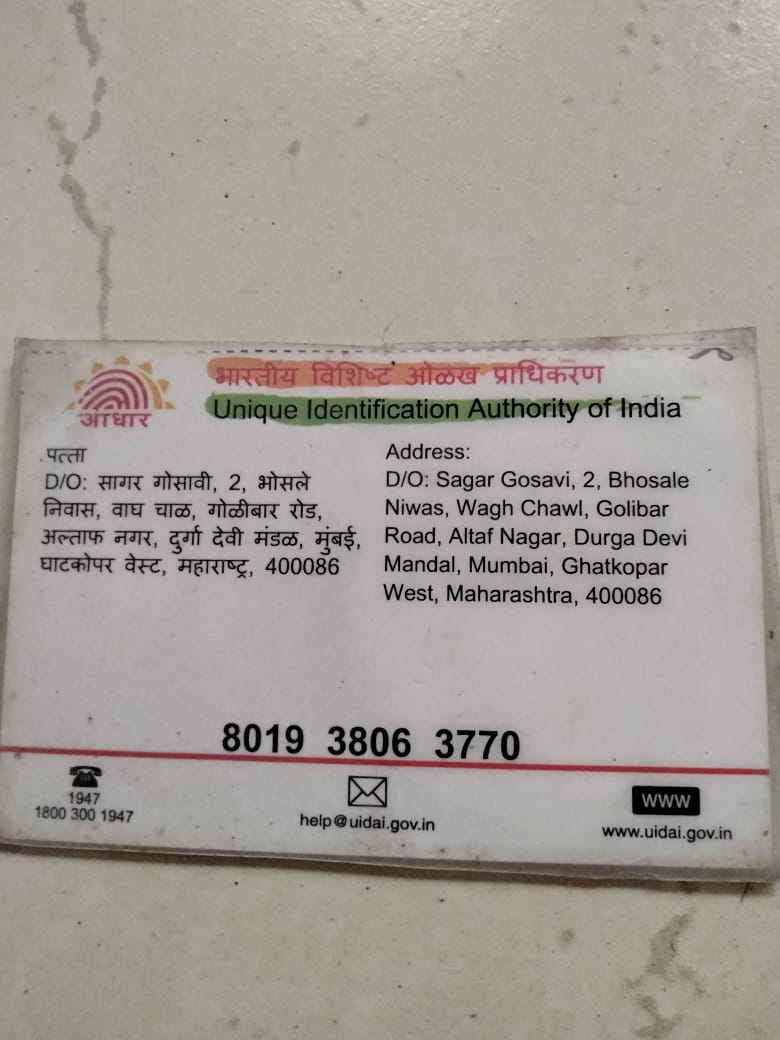 भारतीय विशिष्ट ओळख प्राधिकरण
Unique Identification Authority of India
आधार
पत्ता
D/O: सागर गोसावी, 2, भोसले
निवास, वाघ चाळ, गोळीबार रोड,
अल्ताफ नगर, दुर्गा देवी मंडळ, मुंबई,
घाटकोपर वेस्ट, महाराष्ट्र, 400086
Address:
D/O: Sagar Gosavi, 2, Bhosale
Niwas, Wagh Chawl, Golibar
Road, Altaf Nagar, Durga Devi
Mandal, Mumbai, Ghatkopar
West, Maharashtra, 400086
8019 3806 3770
1947
1800 300 1947
help@uidai.gov.in
www
www.uidai.gov.in